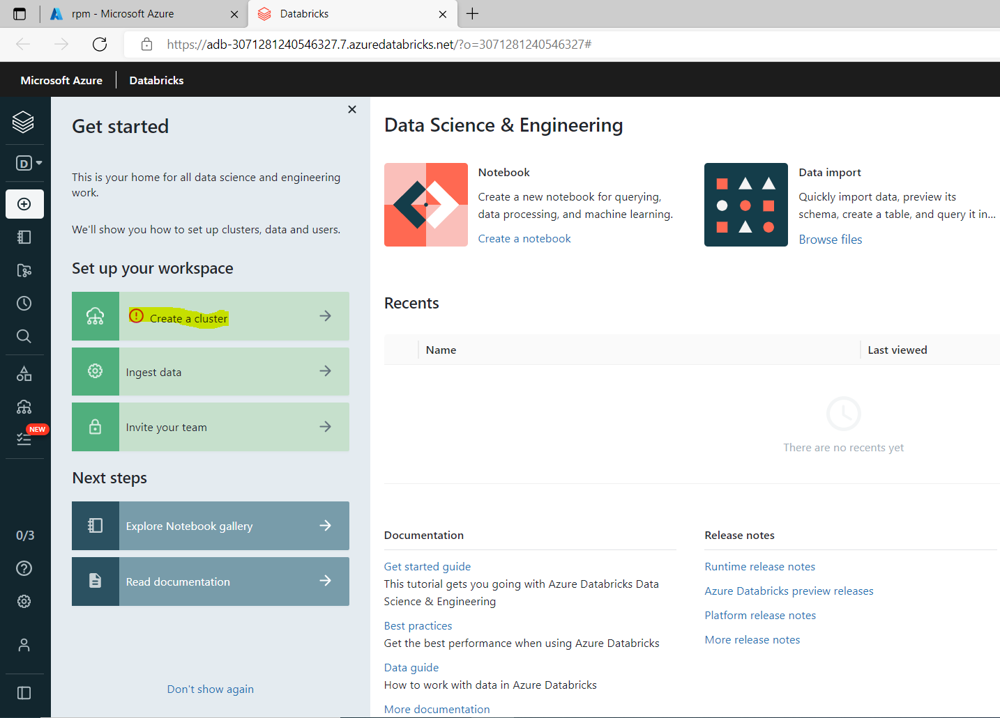 rpm - Microsoft Azure
Databricks
https://adb-3071281240546327.7.azuredatabricks.net/?o=3071281240546327#
Microsoft Azure
Databricks
D
NEW
0/3
Get started
This is your home for all data science and engineering
work.
We'll show you how to set up clusters, data and users.
Set up your workspace
Create a cluster
Ingest data
Invite your team
Next steps
Explore Notebook gallery
Read documentation
Don't show again
Data Science & Engineering
Notebook
Create a new notebook for querying,
data processing, and machine learning.
Create a notebook
Data import
Quickly import data, preview its
schema, create a table, and query it in...
Browse files
Recents
Name
Last viewed
There are no recents yet
Documentation
Get started guide
This tutorial gets you going with Azure Databricks Data
Science & Engineering
Best practices
Get the best performance when using Azure Databricks
Data guide
How to work with data in Azure Databricks
More documentation
Release notes
Runtime release notes
Azure Databricks preview releases
Platform release notes
More release notes